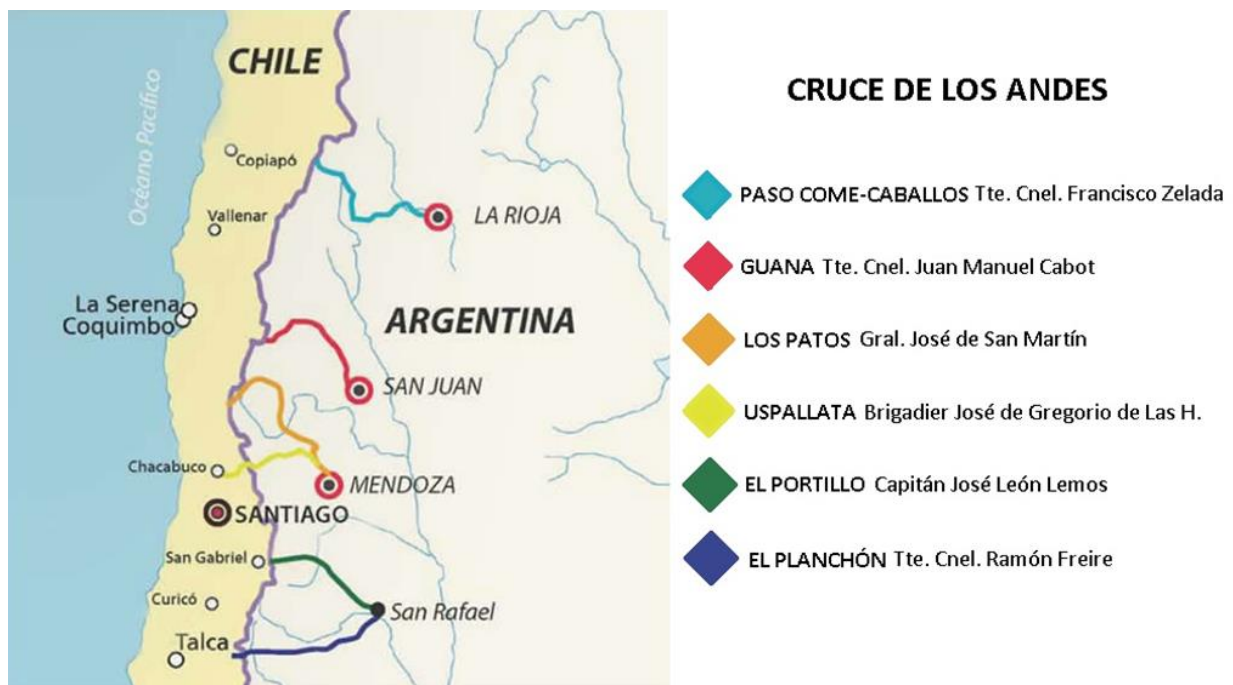 CHILE
Océano Pacífico
Copiapó
Vallenar
LA RIOJA
La Serena
Coquimbo
ARGENTINA
SAN JUAN
Chacabuco
MENDOZA
SANTIAGO
San Gabriel
Curicó
San Rafael
Talca
CRUCE DE LOS ANDES
PASO COME-CABALLOS Tte. Cnel. Francisco Zelada
GUANA Tte. Cnel. Juan Manuel Cabot
LOS PATOS Gral. José de San Martín
USPALLATA Brigadier José de Gregorio de Las H.
EL PORTILLO Capitán José León Lemos
EL PLANCHÓN Tte. Cnel. Ramón Freire